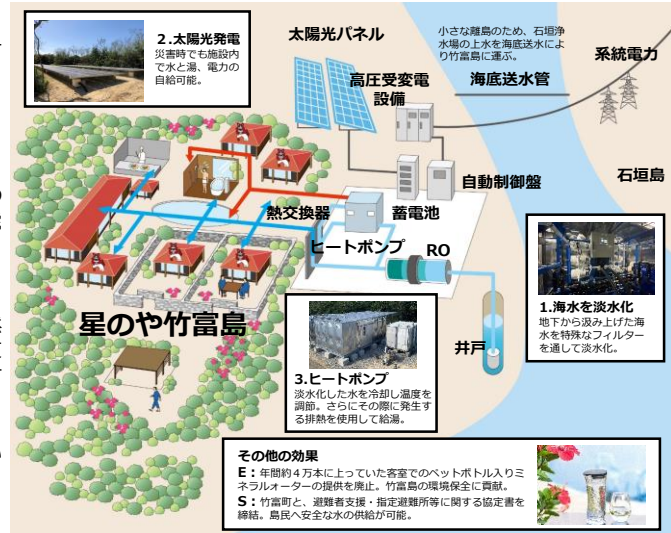 2.太陽光発電
災害時でも施設内
で水と湯、電力の
自給可能。
太陽光パネル
高圧受変電
設備
小さな離島のため、石垣浄
水場の上水を海底送水によ
り竹富島に運ぶ。
海底送水管
系統電力
自動制御盤
石垣島
熱交換器
蓄電池
ヒートポンプ
RO
井戸
1.海水を淡水化
地下から汲み上げた海
水を特殊なフィルター
を通して淡水化。
星のや竹富島
3.ヒートポンプ
淡水化した水を冷却し温度を
調節。さらにその際に発生す
る排熱を使用して給湯。
その他の効果
E:年間約４万本に上っていた客室でのペットボトル入りミ
ネラルオーターの提供を廃止。竹富島の環境保全に貢献。
S:竹富町と、避難者支援・指定避難所等に関する協定書を
締結。島民へ安全な水の供給が可能。